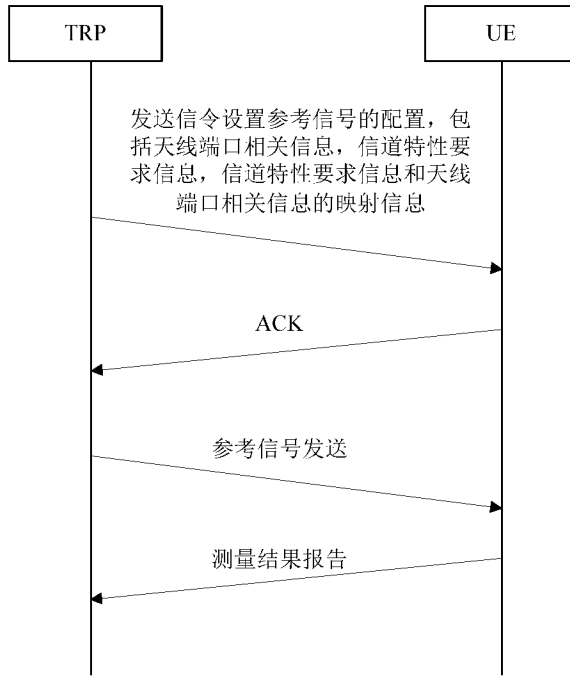 TRP
UE
发送信令设置参考信号的配置，包
括天线端口相关信息，信道特性要
求信息，信道特性要求信息和天线
端口相关信息的映射信息
ACK
参考信号发送
测量结果报告